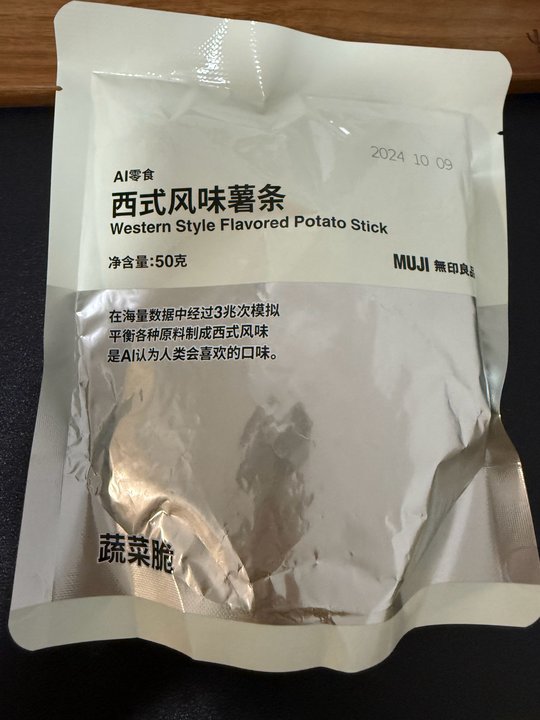 2024 10 09
AI零食
西式风味薯条
Western Style Flavored Potato Stick
净含量:50克
MUJI 無印良品
在海量数据中经过3兆次模拟
平衡各种原料制成西式风味
是AI认为人类会喜欢的口味。
蔬菜脆